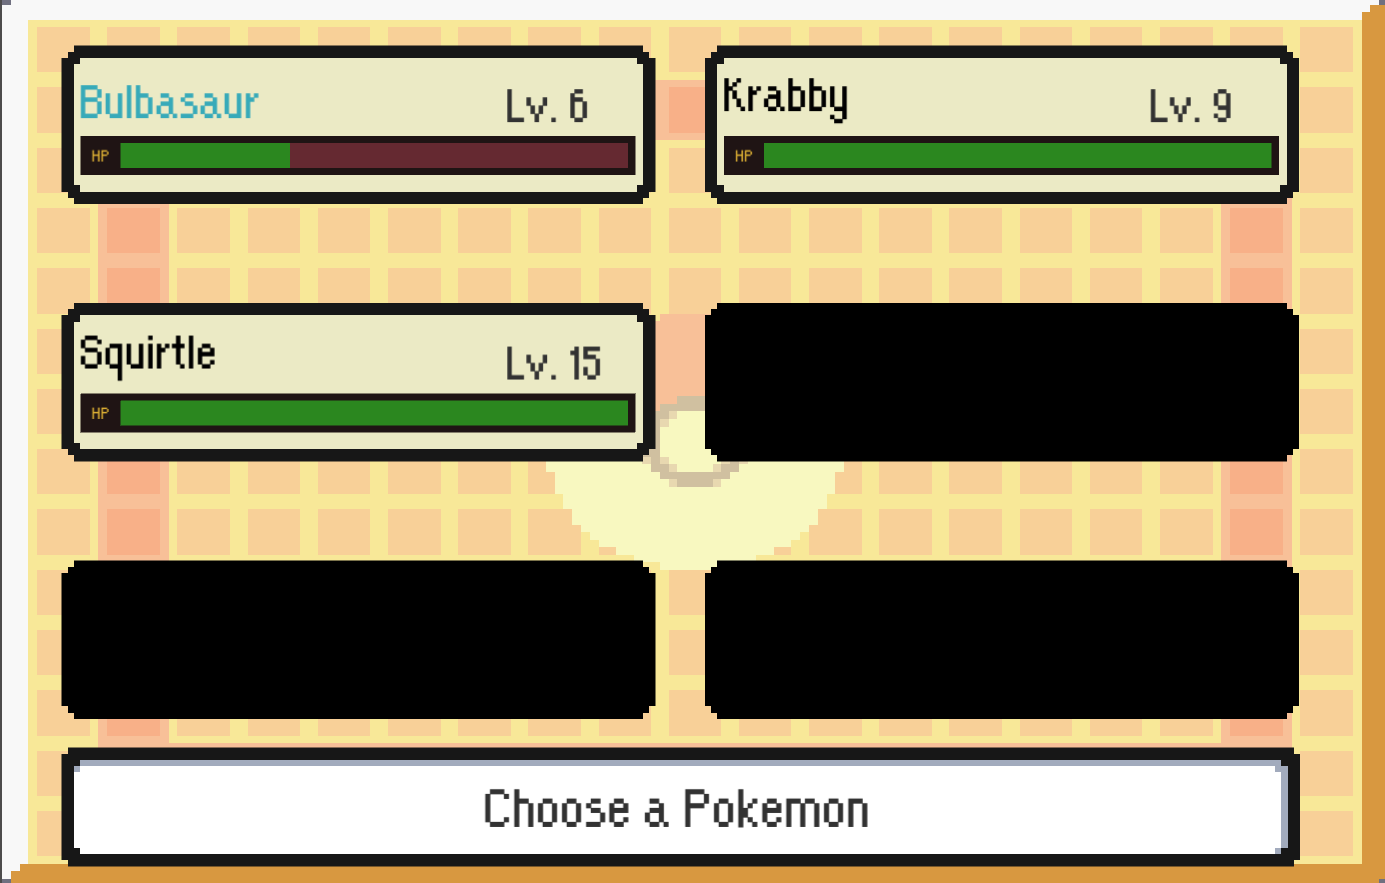 Bulbasaur Lv. 6
HP
Krabby Lv. 9
HP
Squirtle Lv. 15
HP
Choose a Pokemon